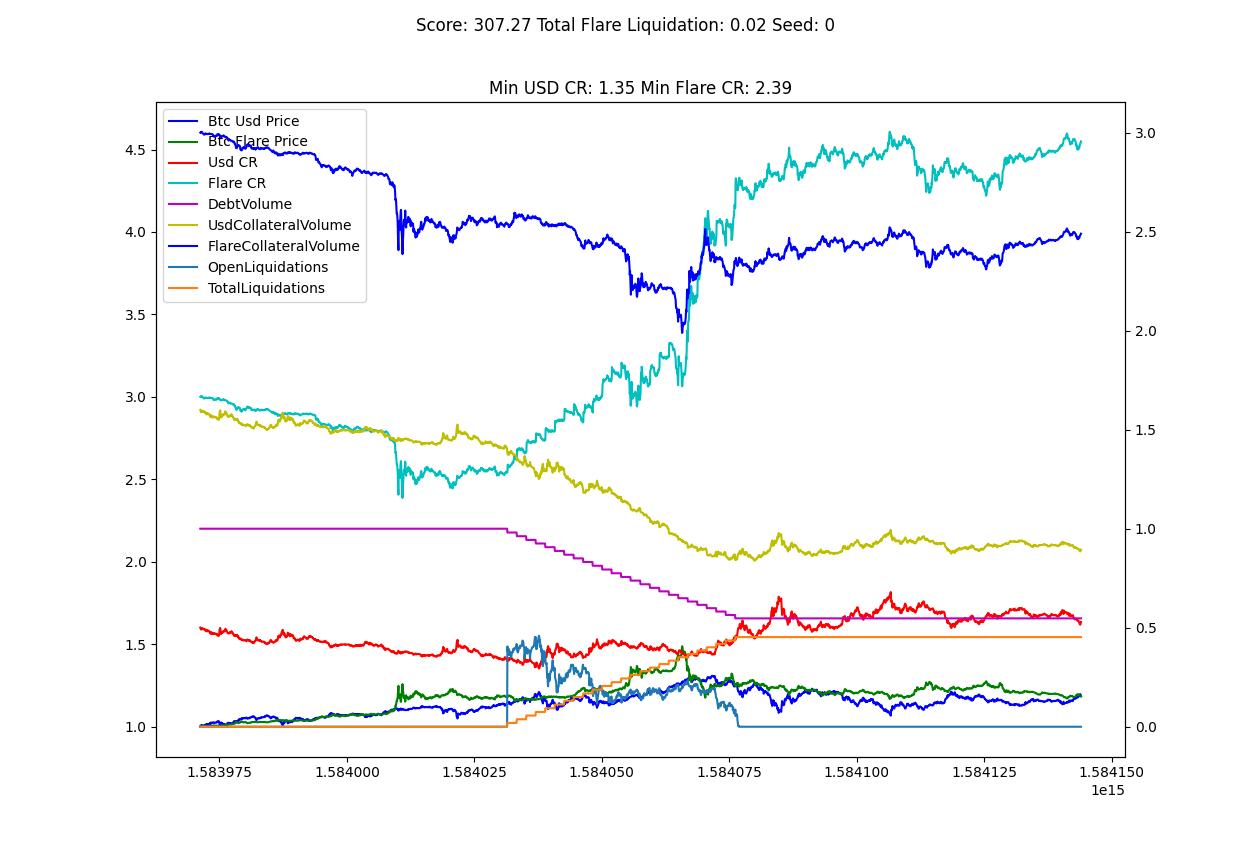 Score: 307.27 Total Flare Liquidation: 0.02 Seed: 0
Min USD CR: 1.35 Min Flare CR: 2.39
Btc Usd Price
Btc Flare Price
Usd CR
Flare CR
DebtVolume
UsdCollateralVolume
FlareCollateralVolume
OpenLiquidations
TotalLiquidations
4.5
4.0
3.5
3.0
2.5
2.0
1.5
1.0
3.0
2.5
2.0
1.5
1.0
0.5
0.0
1.583975 1.584000 1.584025 1.584050 1.584075 1.584100 1.584125 1.584150
1e15